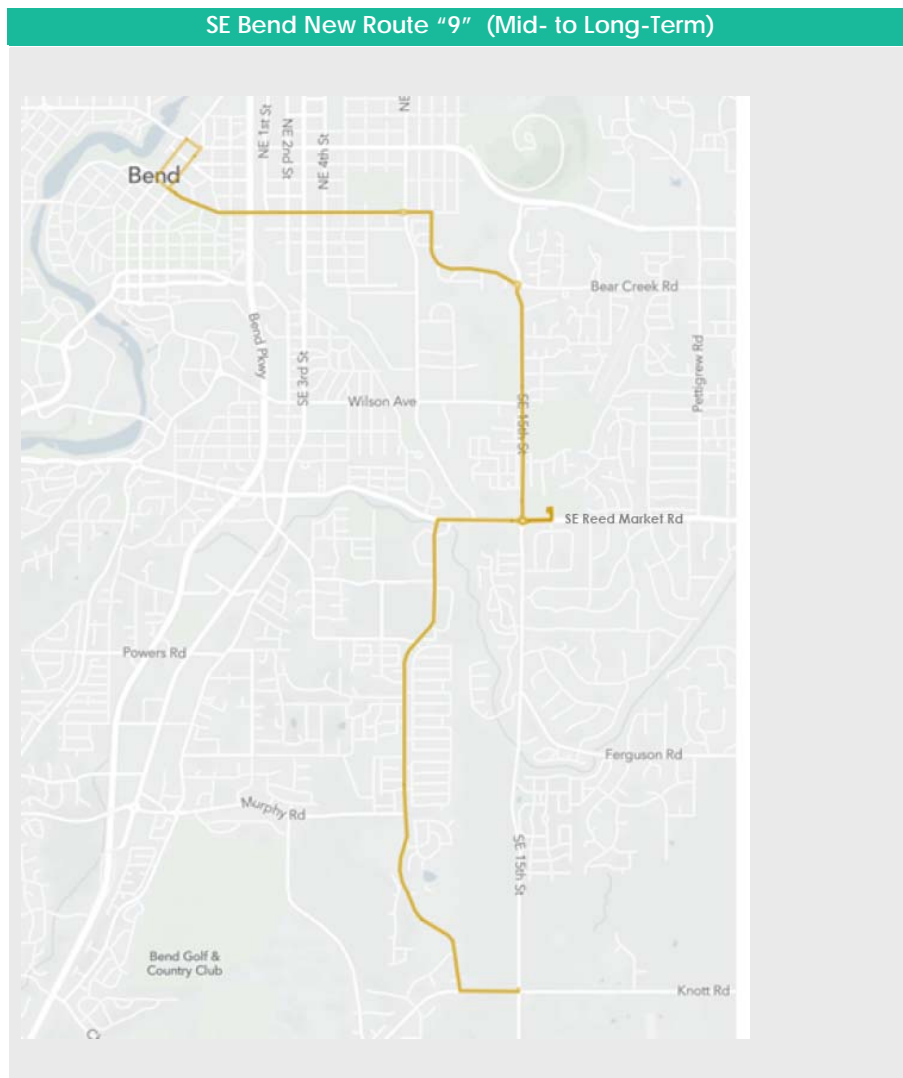 SE Bend New Route “9” (Mid- to Long-Term)
NE
NE 1st St
NE 2nd St
NE 4th St
Bend
Bear Creek Rd
Bend Pkwy
SE 3rd St
Pettigrew Rd
Wilson Ave
SE 15th St
SE Reed Market Rd
Powers Rd
Ferguson Rd
Murphy Rd
SE 15th St
Bend Golf &
Country Club
Knott Rd